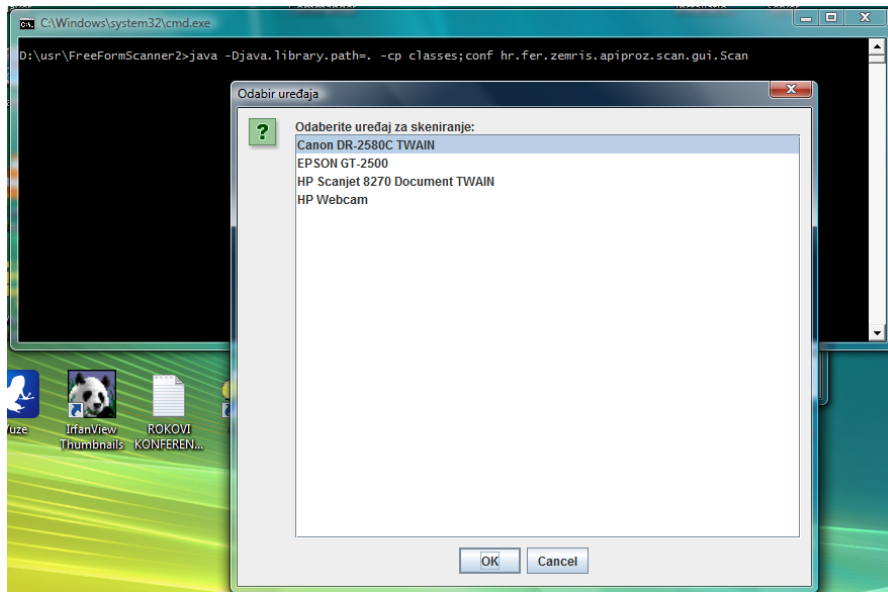 C:\Windows\system32\cmd.exe
D:\usr\FreeFormScanner2>java -Djava.library.path=. -cp classes;conf hr.fer.zemris.apiproz.scan.gui.Scan
Odabir uređaja
Odaberite uređaj za skeniranje:
Canon DR-2580C TWAIN
EPSON GT-2500
HP Scanjet 8270 Document TWAIN
HP Webcam
OK
Cancel
IrfanView
Thumbnails
ROKOVI
KONFEREN...